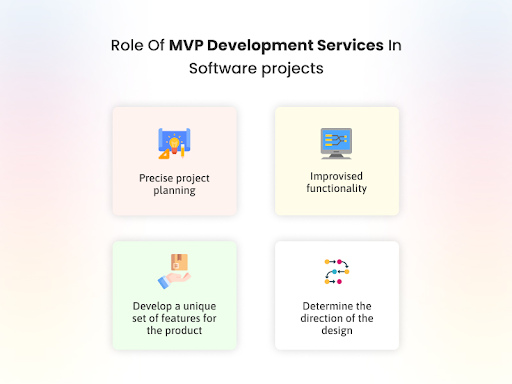 Role Of MVP Development Services In
Software projects
Precise project
planning
Improvised
functionality
Develop a unique
set of features for
the product
Determine the
direction of the
design